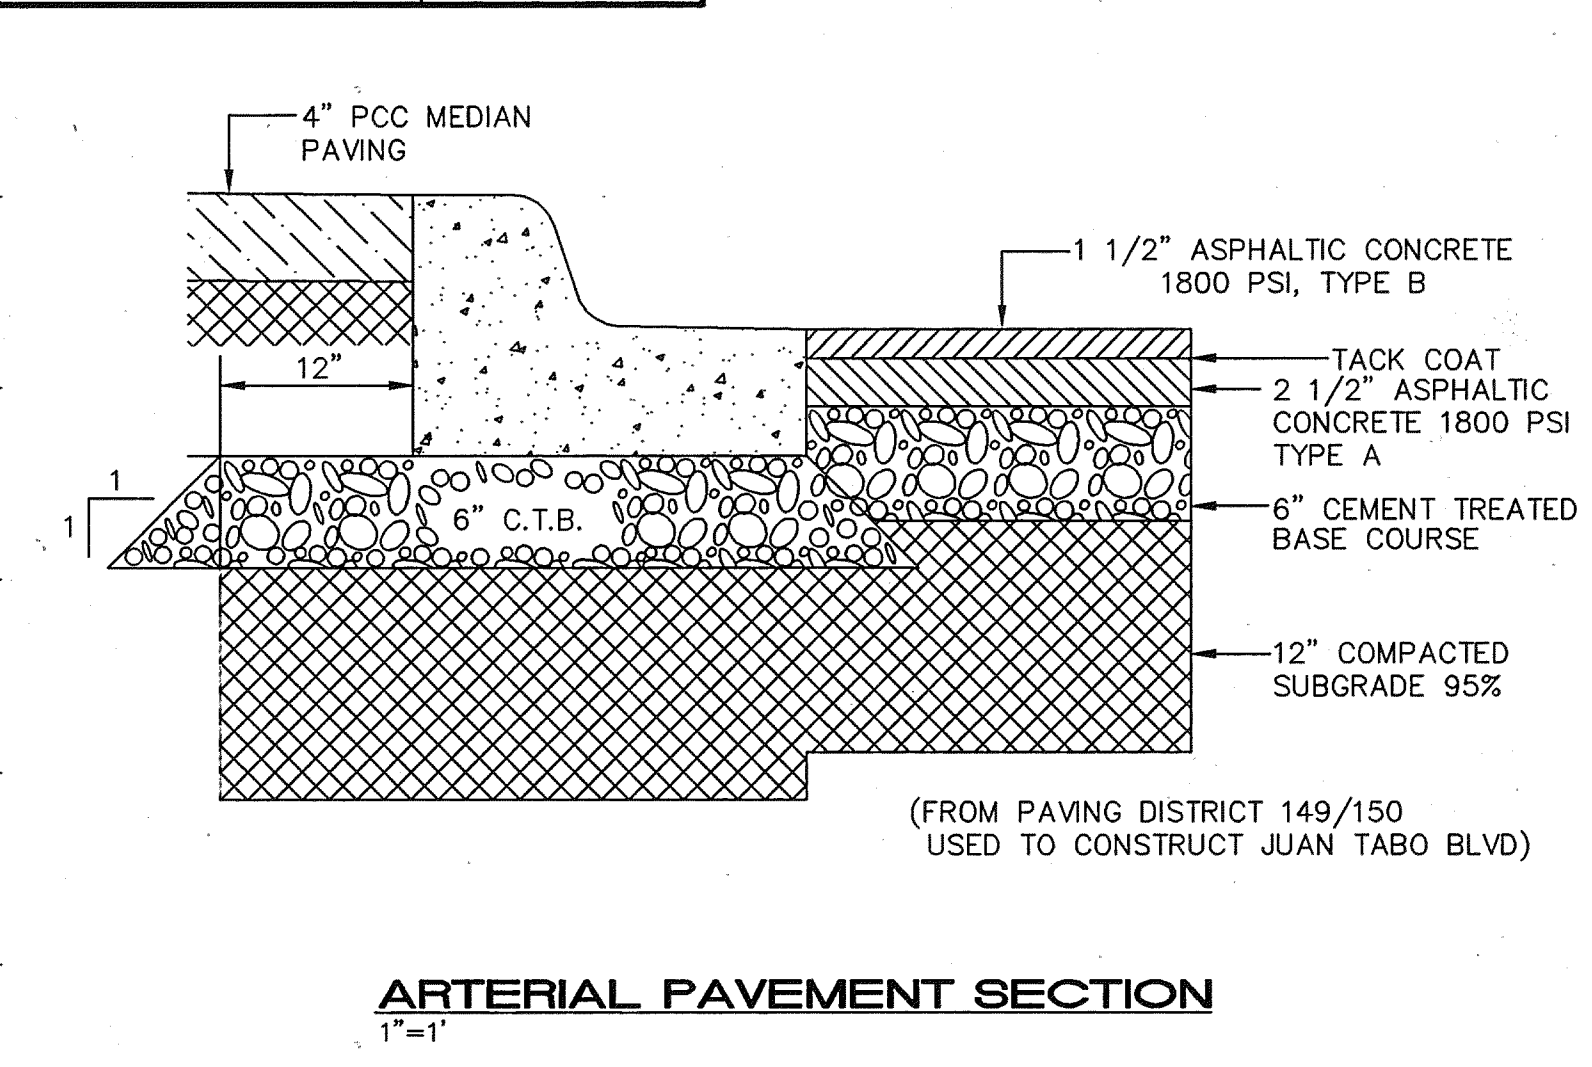 4" PCC MEDIAN
PAVING
1 1/2" ASPHALTIC CONCRETE
1800 PSI, TYPE B
TACK COAT
12"
2 1/2" ASPHALTIC
CONCRETE 1800 PSI
TYPE A
1
1
6" C.T.B.
6" CEMENT TREATED
BASE COURSE
12" COMPACTED
SUBGRADE 95%
(FROM PAVING DISTRICT 149/150
USED TO CONSTRUCT JUAN TABO BLVD)
ARTERIAL PAVEMENT SECTION
1"=1'